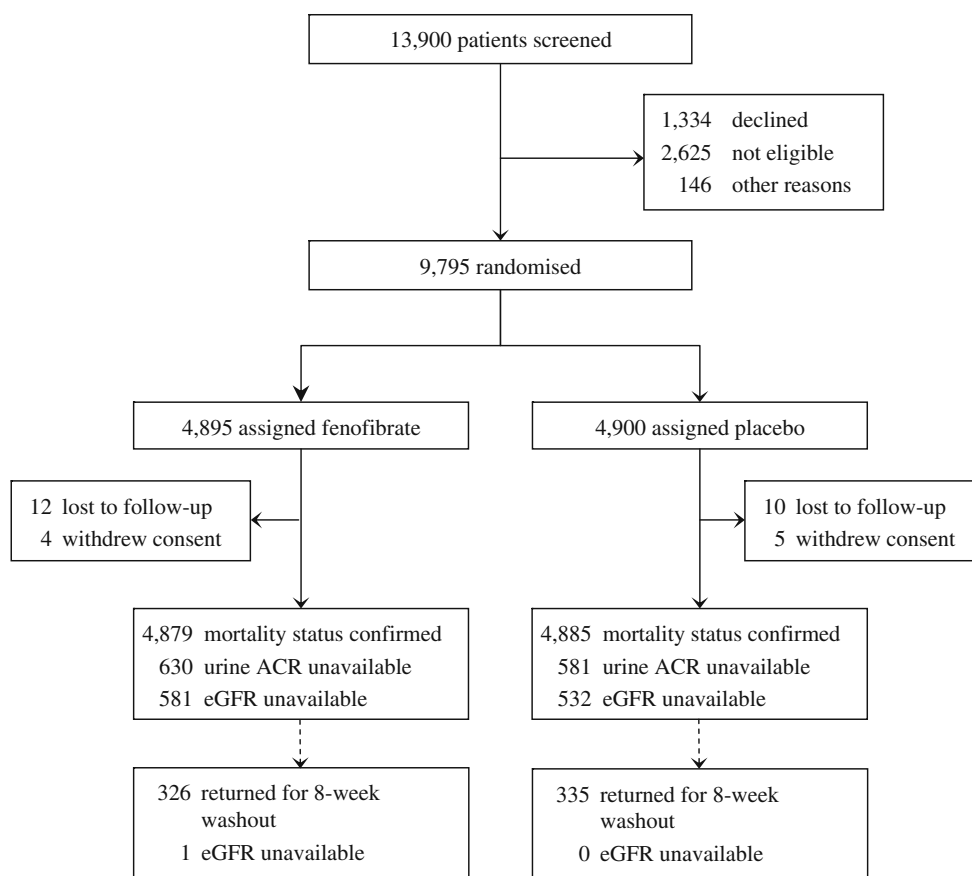 13,900 patients screened
1,334 declined
2,625 not eligible
146 other reasons
9,795 randomised
4,895 assigned fenofibrate
4,900 assigned placebo
12 lost to follow-up
4 withdrew consent
10 lost to follow-up
5 withdrew consent
4,879 mortality status confirmed
630 urine ACR unavailable
581 eGFR unavailable
4,885 mortality status confirmed
581 urine ACR unavailable
532 eGFR unavailable
326 returned for 8-week
washout
1 eGFR unavailable
335 returned for 8-week
washout
0 eGFR unavailable